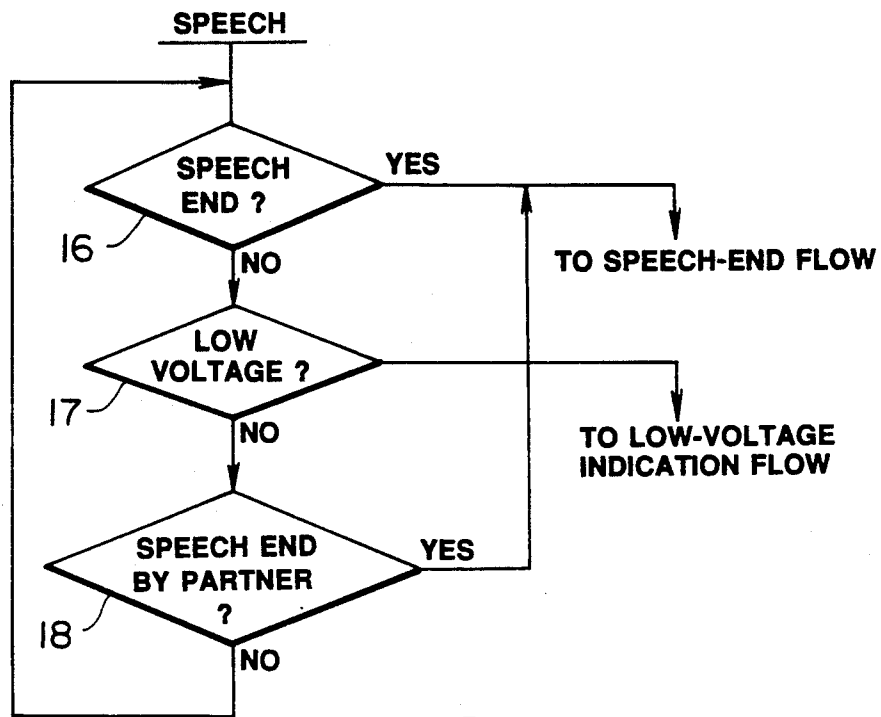 SPEECH
SPEECH
END ?
YES
16
NO
TO SPEECH-END FLOW
LOW
VOLTAGE ?
17
NO
TO LOW-VOLTAGE
INDICATION FLOW
SPEECH END
BY PARTNER
?
YES
18
NO